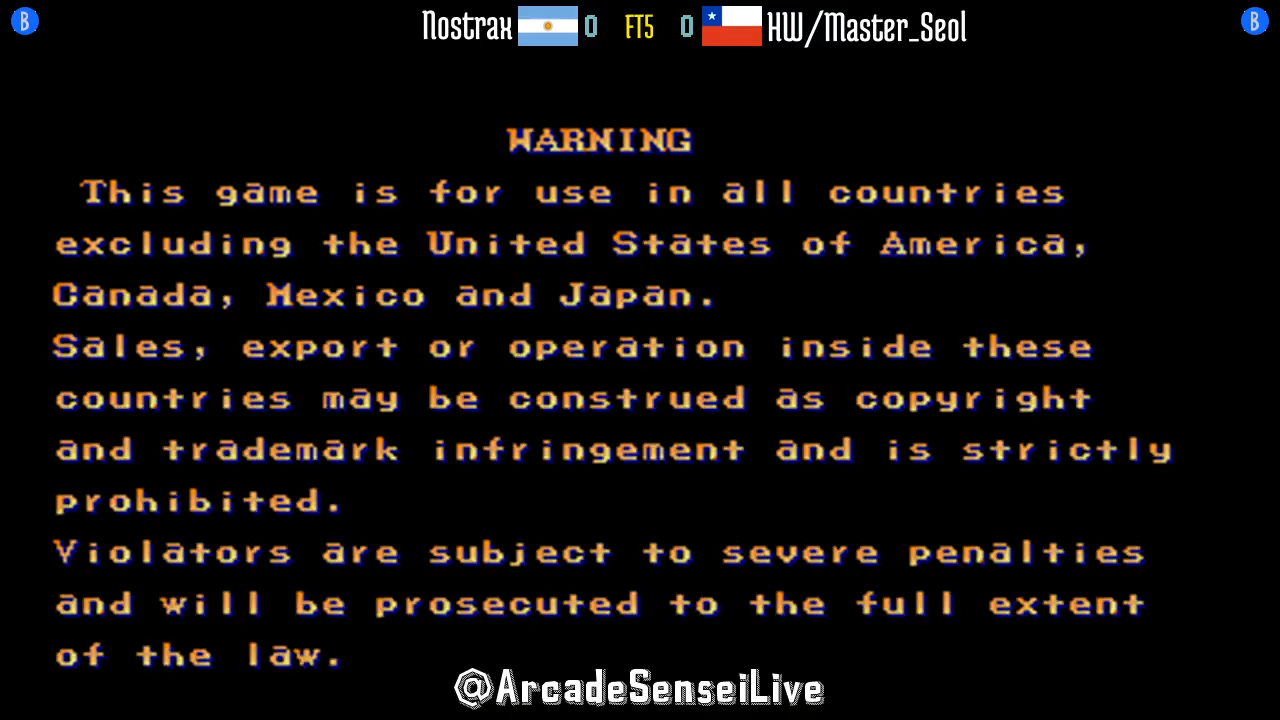 B Nostrax 0 FT5 0 HW/Master_Seol B
WARNING
This game is for use in all countries
excluding the United States of America,
Canada, Mexico and Japan.
Sales, export or operation inside these
countries may be construed as copyright
and trademark infringement and is strictly
prohibited.
Violators are subject to severe penalties
and will be prosecuted to the full extent
of the law.
@ArcadeSenseiLive